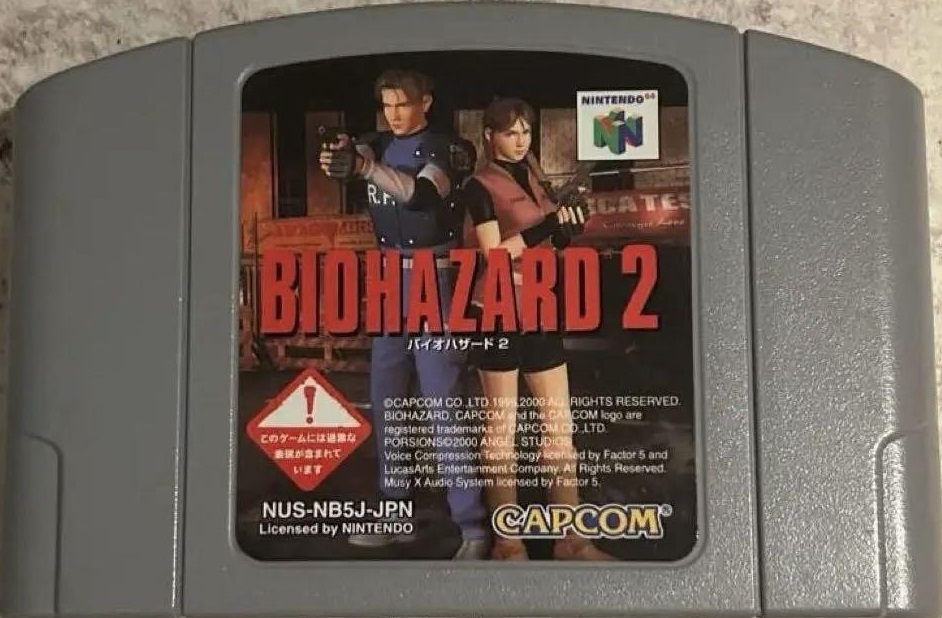 NINTENDO 64
R.P.
CATES
BIOHAZARD 2
バイオハザード 2
このゲームには過激な
表現が含まれて
います
©CAPCOM CO.,LTD. 1998,2000 ALL RIGHTS RESERVED.
BIOHAZARD, CAPCOM and the CAPCOM logo are
registered trademarks of CAPCOM CO.,LTD.
PORSIONS©2000 ANGEL STUDIOS
Voice Compression Technology licensed by Factor 5 and
LucasArts Entertainment Company. All Rights Reserved.
Musy X Audio System licensed by Factor 5.
NUS-NB5J-JPN
Licensed by NINTENDO
CAPCOM®